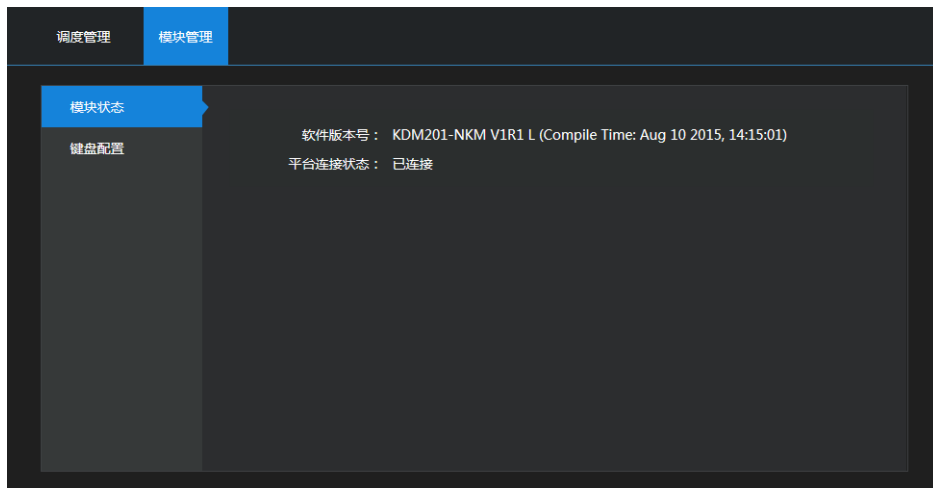 调度管理 模块管理
模块状态
键盘配置
软件版本号： KDM201-NKM V1R1 L (Compile Time: Aug 10 2015, 14:15:01)
平台连接状态： 已连接